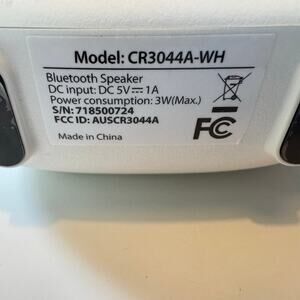 Model: CR3044A-WH
Bluetooth Speaker
DC input: DC 5V⎓1A
Power consumption: 3W(Max.)
S/N: 718500724
FCC ID: AUSCR3044A
Made in China
FC